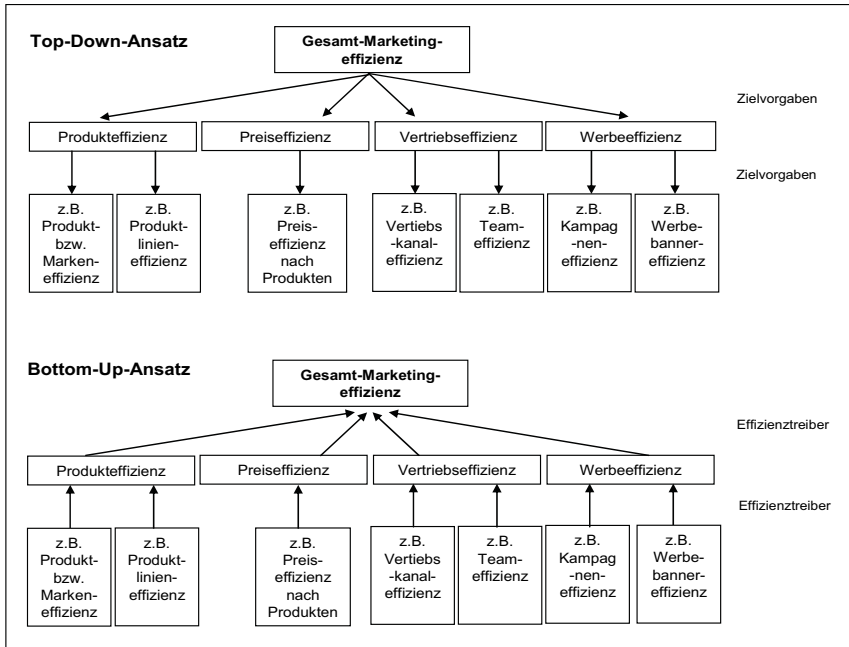 Top-Down-Ansatz
Gesamt-Marketing-
effizienz
Zielvorgaben
Produkteffizienz
Preiseffizienz
Vertriebseffizienz
Werbeeffizienz
Zielvorgaben
z.B.
Produkt-
bzw.
Marken-
effizienz
z.B.
Produkt-
linien-
effizienz
z.B.
Preis-
effizienz
nach
Produkten
z.B.
Vertiebs
-kanal-
effizienz
z.B.
Team-
effizienz
z.B.
Kampag
-nen-
effizienz
z.B.
Werbe-
banner-
effizienz
Bottom-Up-Ansatz
Gesamt-Marketing-
effizienz
Effizienztreiber
Produkteffizienz
Preiseffizienz
Vertriebseffizienz
Werbeeffizienz
Effizienztreiber
z.B.
Produkt-
bzw.
Marken-
effizienz
z.B.
Produkt-
linien-
effizienz
z.B.
Preis-
effizienz
nach
Produkten
z.B.
Vertiebs
-kanal-
effizienz
z.B.
Team-
effizienz
z.B.
Kampag
-nen-
effizienz
z.B.
Werbe-
banner-
effizienz